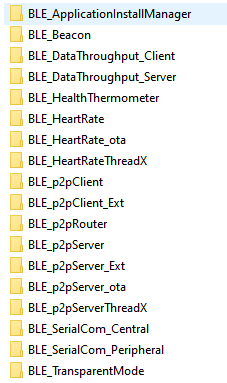 BLE_ApplicationInstallManager
BLE_Beacon
BLE_DataThroughput_Client
BLE_DataThroughput_Server
BLE_HealthThermometer
BLE_HeartRate
BLE_HeartRate_ota
BLE_HeartRateThreadX
BLE_p2pClient
BLE_p2pClient_Ext
BLE_p2pRouter
BLE_p2pServer
BLE_p2pServer_Ext
BLE_p2pServer_ota
BLE_p2pServerThreadX
BLE_SerialCom_Central
BLE_SerialCom_Peripheral
BLE_TransparentMode